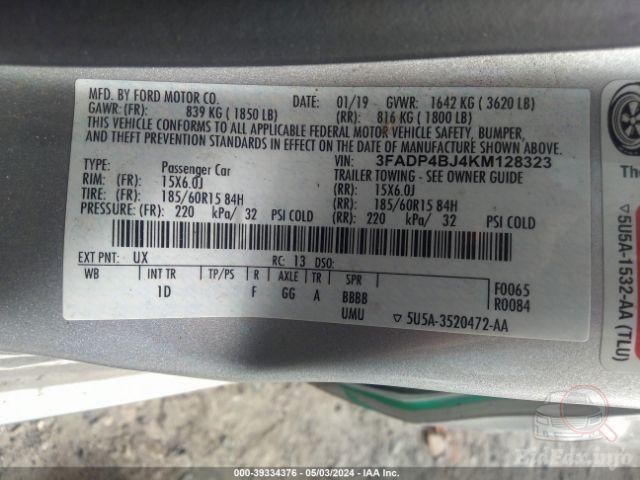 MFD. BY FORD MOTOR CO. DATE: 01/19 GVWR: 1642 KG ( 3620 LB)
GAWR: (FR): 839 KG ( 1850 LB) (RR): 816 KG ( 1800 LB)
THIS VEHICLE CONFORMS TO ALL APPLICABLE FEDERAL MOTOR VEHICLE SAFETY, BUMPER,
AND THEFT PREVENTION STANDARDS IN EFFECT ON THE DATE OF MANUFACTURE SHOWN ABOVE.
VIN: 3FADP4BJ4KM128323
TYPE: Passenger Car TRAILER TOWING - SEE OWNER GUIDE
RIM: (FR): 15X6.0J (RR): 15X6.0J
TIRE: (FR): 185/60R15 84H (RR): 185/60R15 84H
PRESSURE: (FR): 220 kPa/ 32 PSI COLD (RR): 220 kPa/ 32 PSI COLD
EXT PNT: UX RC: 13 DSO:
WB INT TR TP/PS R AXLE TR SPR F0065
1D F GG A BBBB R0084
UMU ▽ 5U5A-3520472-AA
The
▽ 5U5A-1532-AA (TLU)
EidFax.info
000-39334376 - 05/03/2024 - IAA Inc.